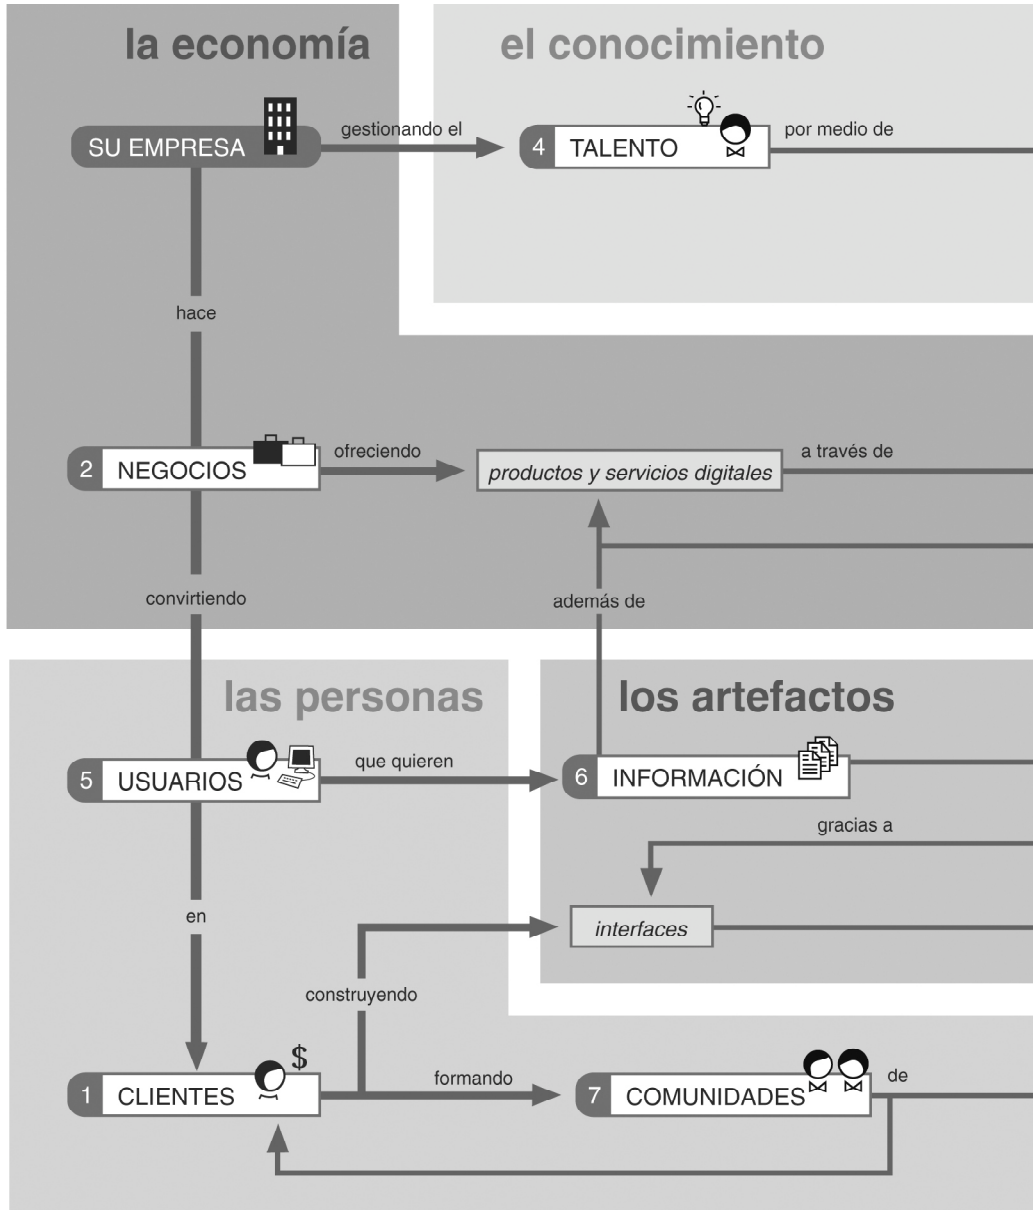 la economía
el conocimiento
SU EMPRESA
gestionando el
4 TALENTO
por medio de
hace
2 NEGOCIOS
ofreciendo
productos y servicios digitales
a través de
convirtiendo
además de
las personas
los artefactos
5 USUARIOS
que quieren
6 INFORMACIÓN
gracias a
en
interfaces
construyendo
$
1 CLIENTES
formando
7 COMUNIDADES
de